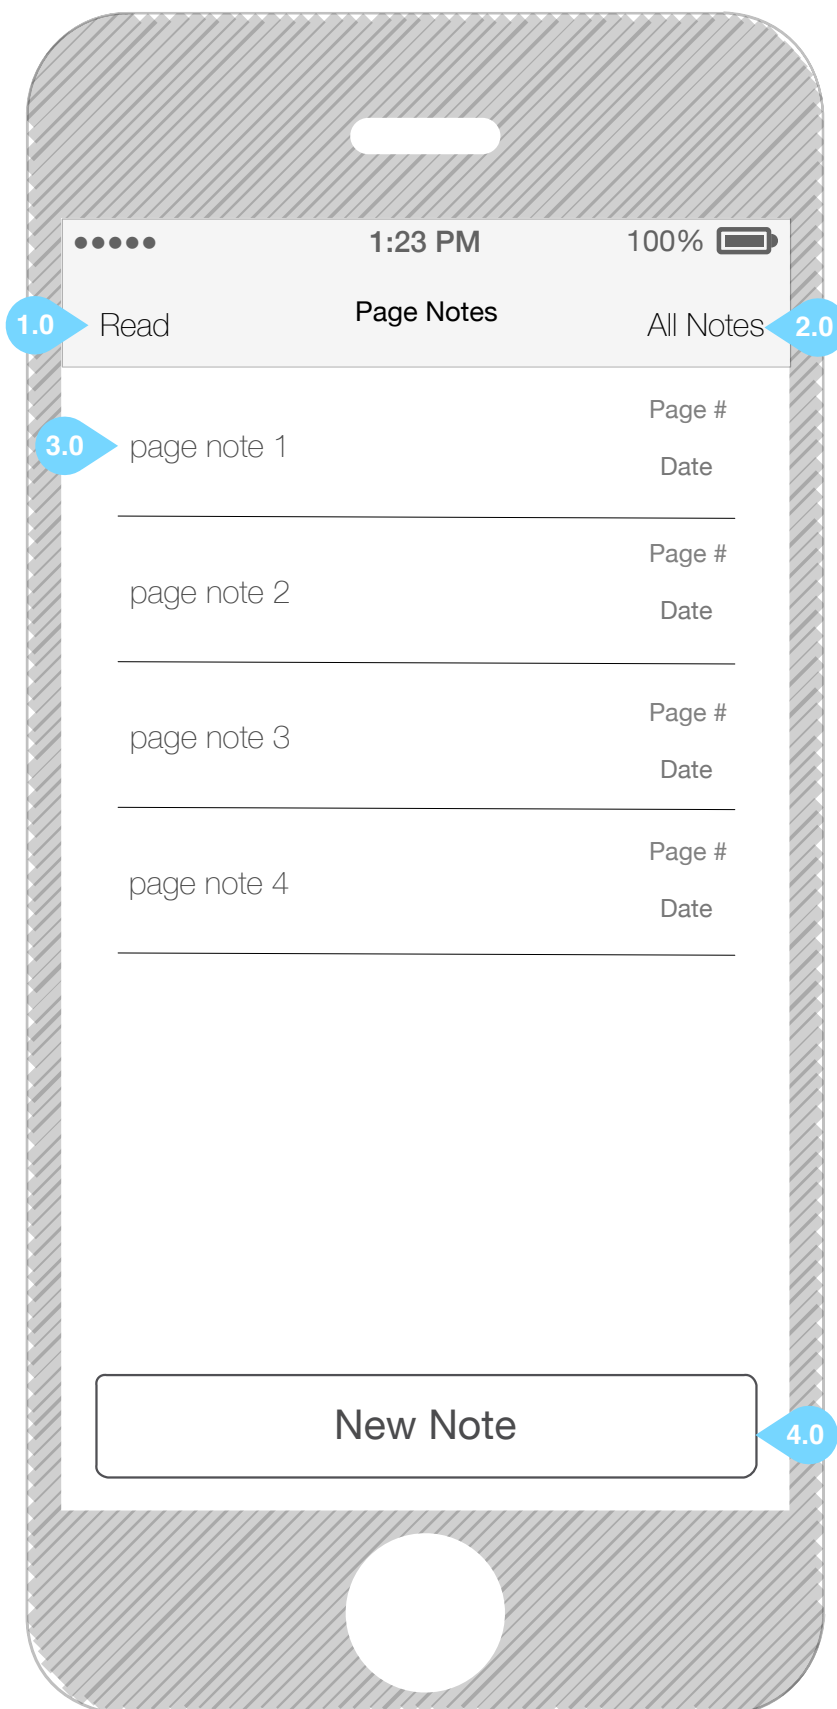 1:23 PM 100%
1.0 Read Page Notes All Notes 2.0
Page #
3.0 page note 1
Date
Page #
page note 2
Date
Page #
page note 3
Date
Page #
page note 4
Date
New Note 4.0